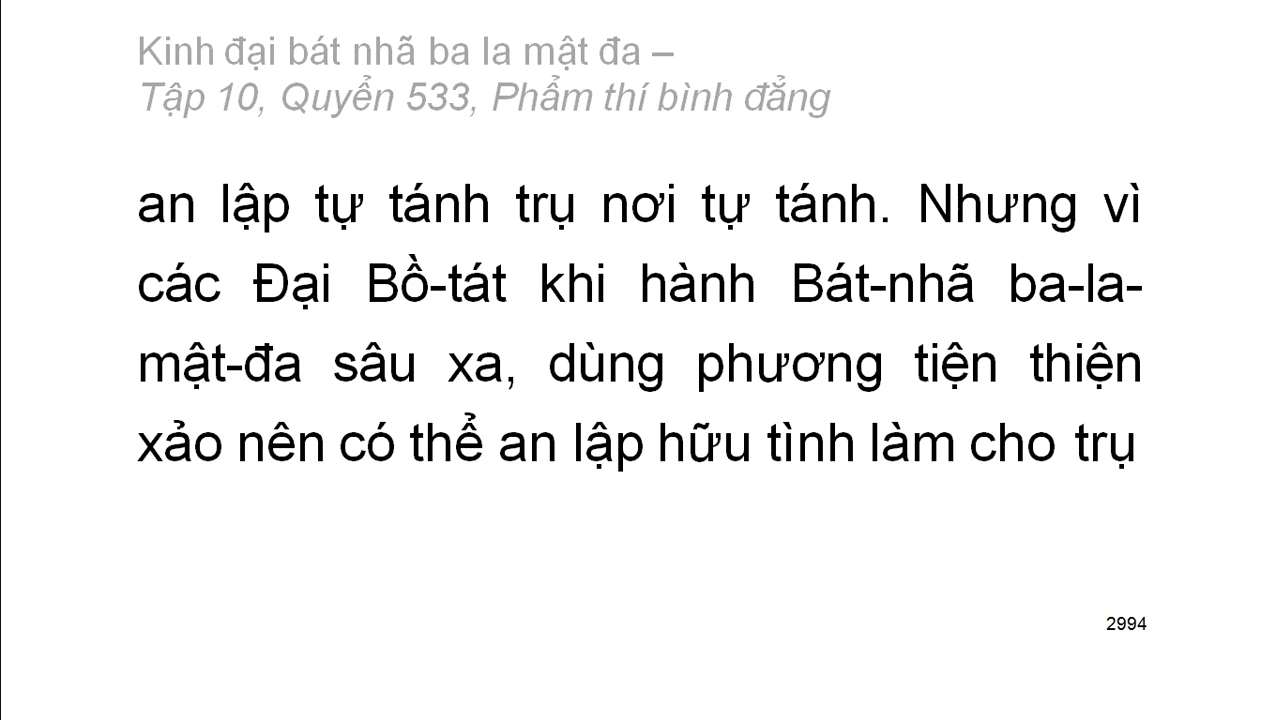 Kinh đại bát nhã ba la mật đa –
Tập 10, Quyển 533, Phẩm thí bình đẳng
an lập tự tánh trụ nơi tự tánh. Nhưng vì
các Đại Bồ-tát khi hành Bát-nhã ba-la-
mật-đa sâu xa, dùng phương tiện thiện
xảo nên có thể an lập hữu tình làm cho trụ
2994